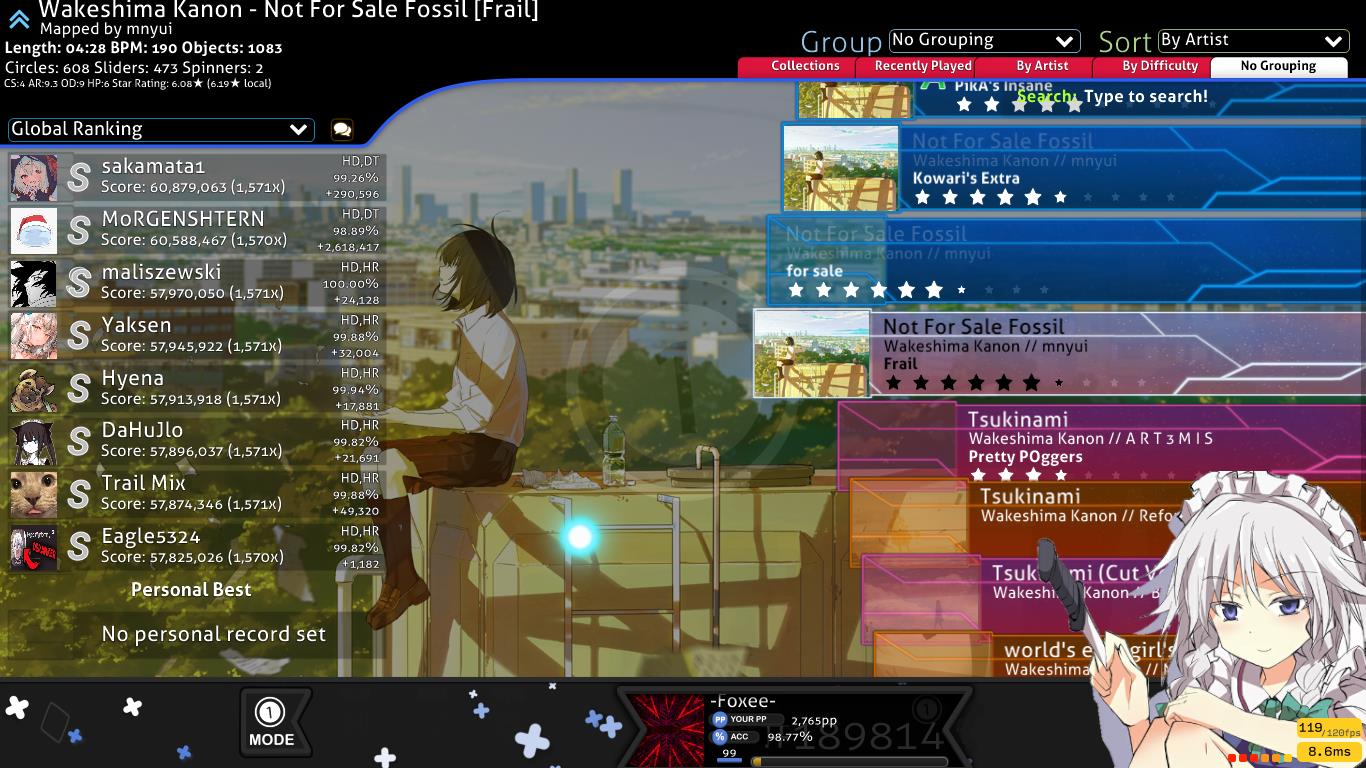 Wakeshima Kanon - Not For Sale Fossil [Frail]
Mapped by mnyui
Length: 04:28 BPM: 190 Objects: 1083
Circles: 608 Sliders: 473 Spinners: 2
CS:4 AR:9.3 OD:9 HP:6 Star Rating: 6.08★ (6.19★ local)
Group No Grouping Sort By Artist
Collections Recently Played By Artist By Difficulty No Grouping
Global Ranking
Search: Type to search!
sakamata1
Score: 60,879,063 (1,571x)
HD,DT
99.26%
+290,596
MoRGENSHTERN
Score: 60,588,467 (1,570x)
HD,DT
98.89%
+2,618,417
maliszewski
Score: 57,970,050 (1,571x)
HD,HR
100.00%
+24,128
Yaksen
Score: 57,945,922 (1,571x)
HD,HR
99.88%
+32,004
Hyena
Score: 57,913,918 (1,571x)
HD,HR
99.94%
+17,881
DaHuJlo
Score: 57,896,037 (1,571x)
HD,HR
99.82%
+21,691
Trail Mix
Score: 57,874,346 (1,571x)
HD,HR
99.88%
+49,320
Eagle5324
Score: 57,825,026 (1,570x)
HD,HR
99.82%
+1,182
Personal Best
No personal record set
PikA's Insane
Not For Sale Fossil
Wakeshima Kanon // mnyui
Kowari's Extra
Not For Sale Fossil
Wakeshima Kanon // mnyui
for sale
Not For Sale Fossil
Wakeshima Kanon // mnyui
Frail
Tsukinami
Wakeshima Kanon // A R T 3 M I S
Pretty POggers
Tsukinami
Wakeshima Kanon // Refo
(Cut
Kanon //
world's e
Wakeshima Kanon //
1
MODE
-Foxee-
PP YOUR PP 2,765pp
% ACC 98.77%
99
#189814
119/120fps
8.6ms